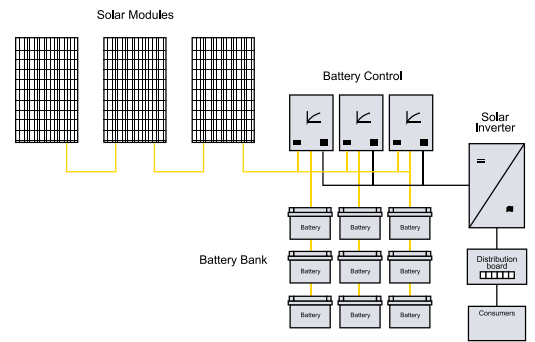 Solar Modules
Battery Control
Solar
Inverter
Battery Bank
Battery
Battery
Battery
Battery
Battery
Battery
Battery
Battery
Battery
Distribution
board
Consumers